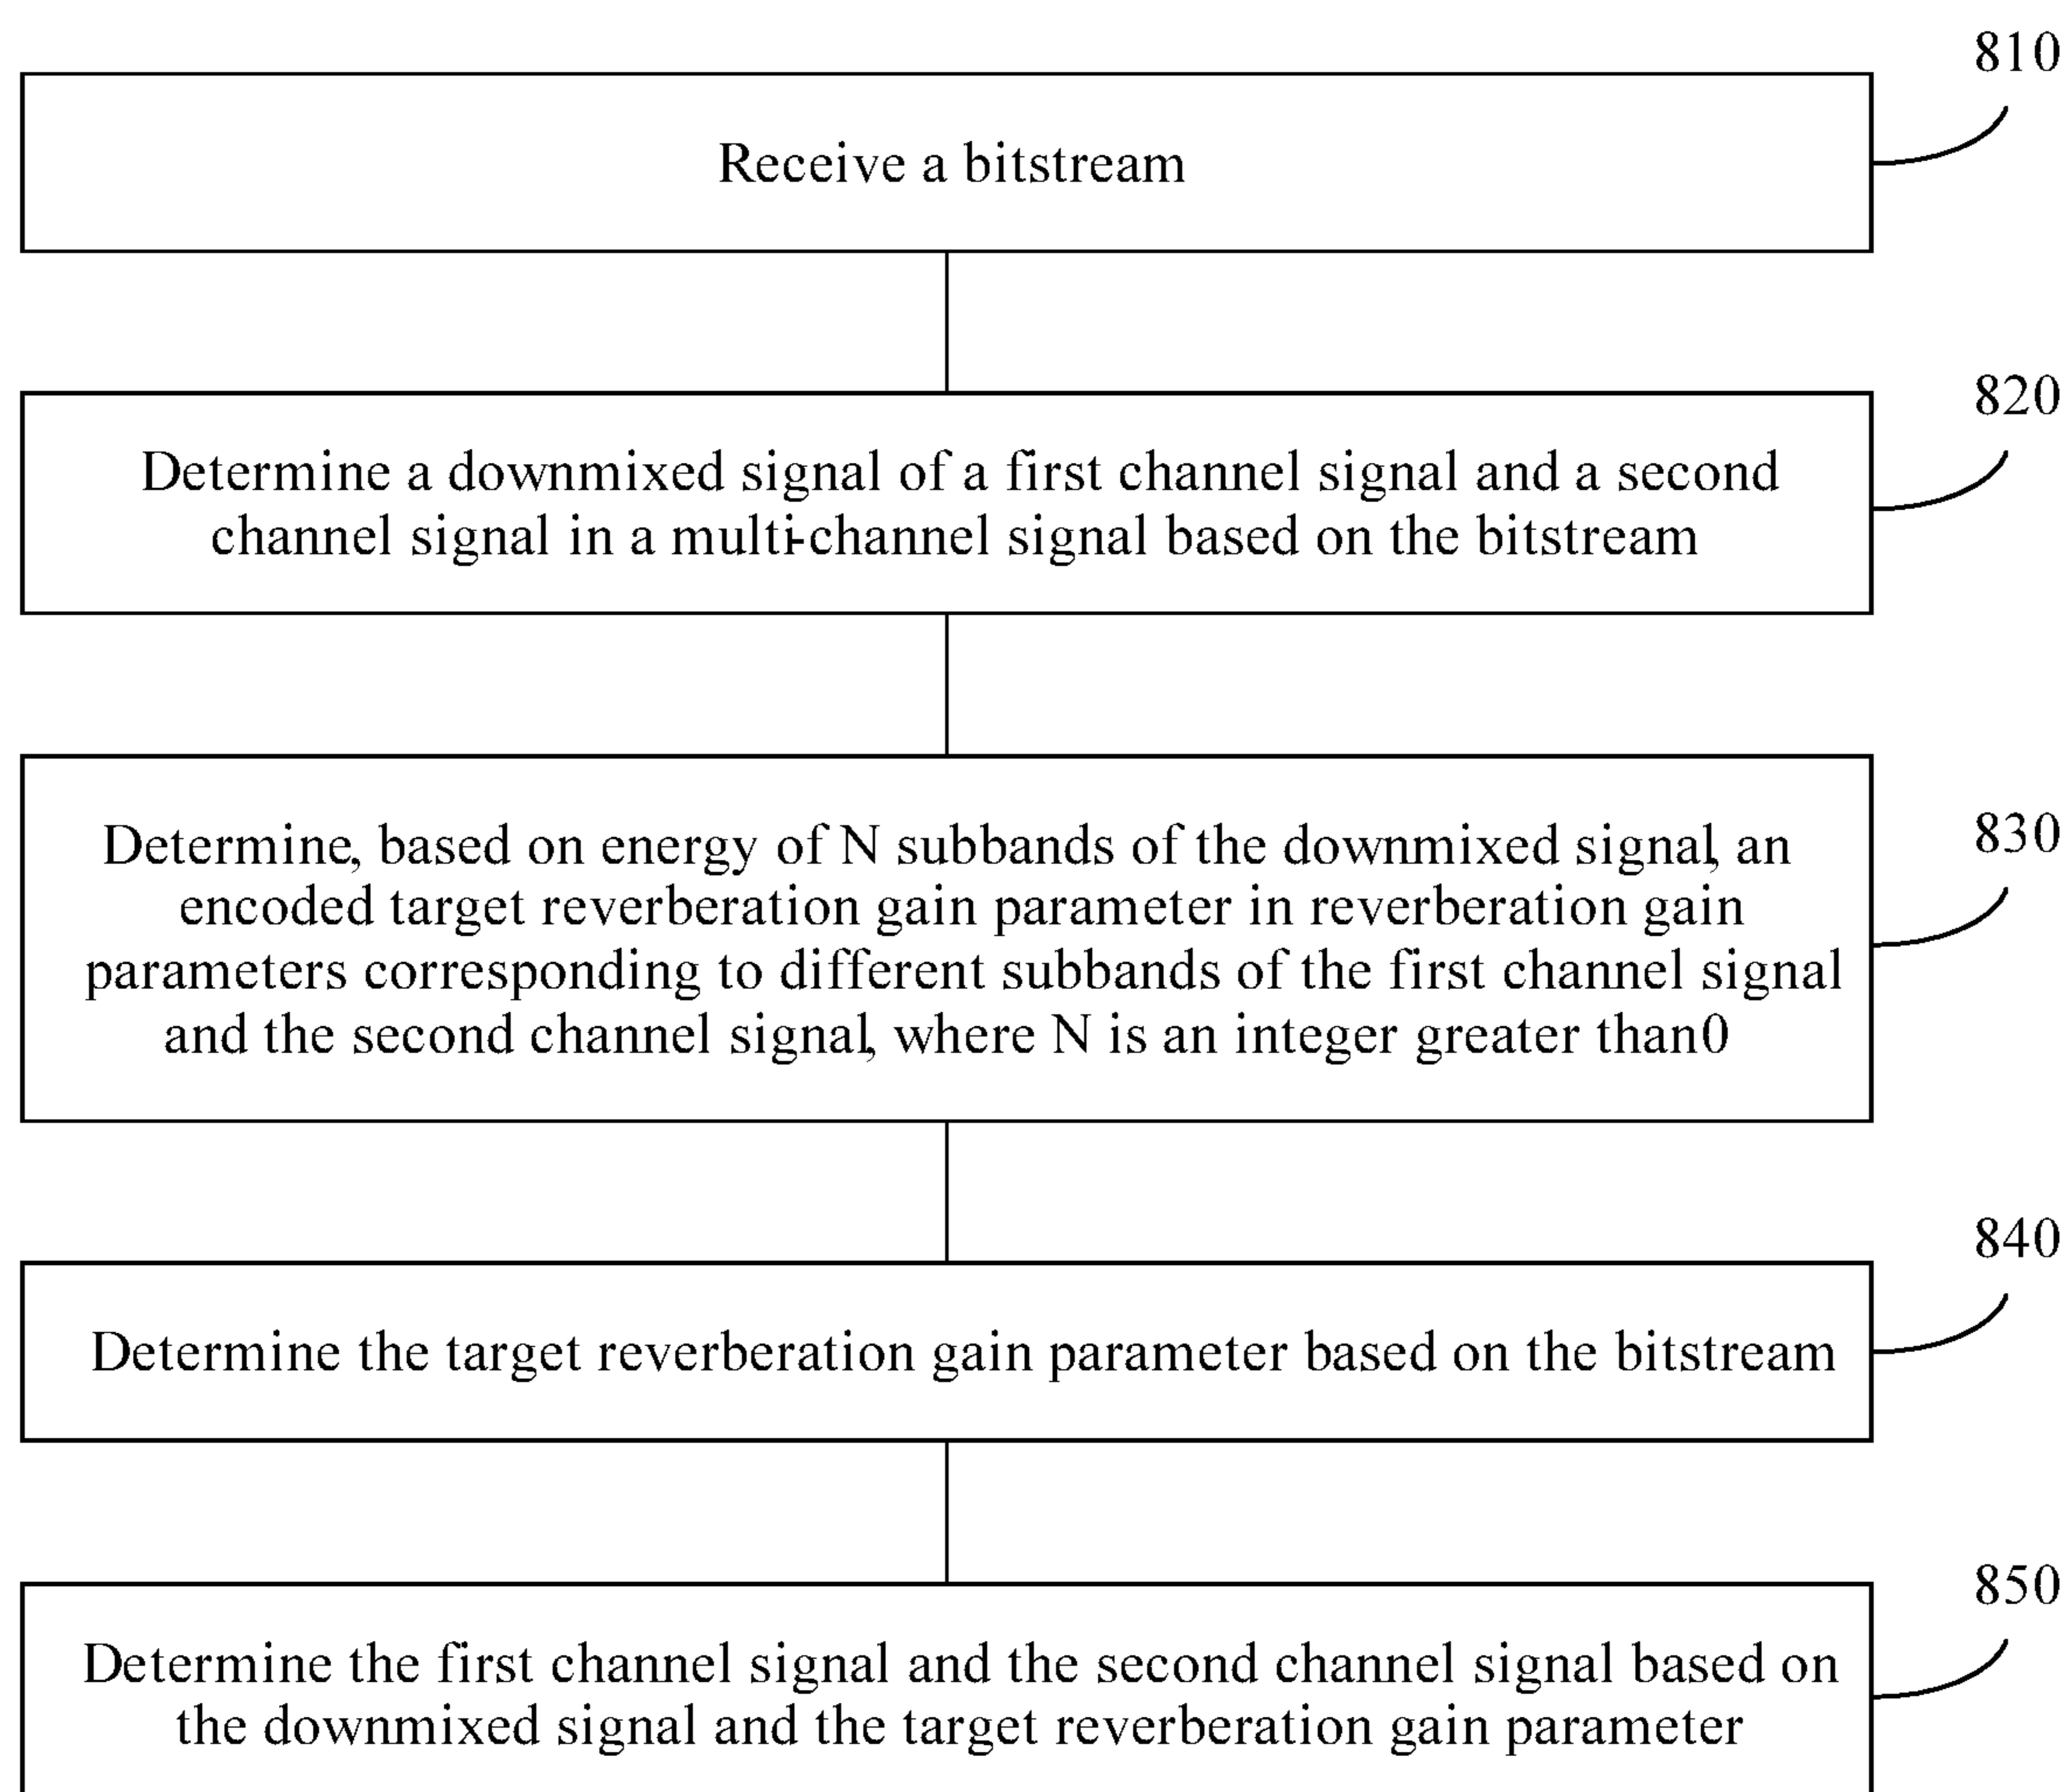 810
Receive a bitstream
820
Determine a downmixed signal of a first channel signal and a second
channel signal in a multi-channel signal based on the bitstream
830
Determine, based on energy of N subbands of the downmixed signal, an
encoded target reverberation gain parameter in reverberation gain
parameters corresponding to different subbands of the first channel signal
and the second channel signal, where N is an integer greater than0
840
Determine the target reverberation gain parameter based on the bitstream
850
Determine the first channel signal and the second channel signal based on
the downmixed signal and the target reverberation gain parameter